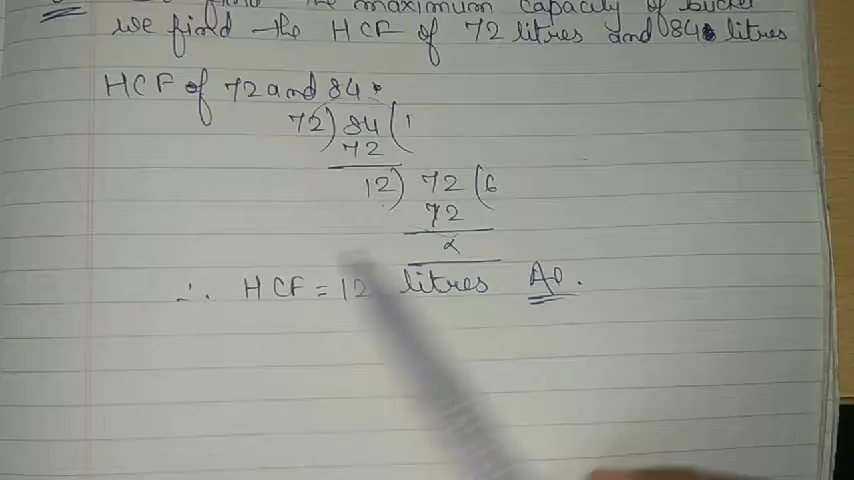 the maximum capacity of bucket
we find the HCF of 72 litres and 84 litres
HCF of 72 and 84.
72) 84 (1
72
12) 72 (6
72
x
∴ HCF = 12 litres